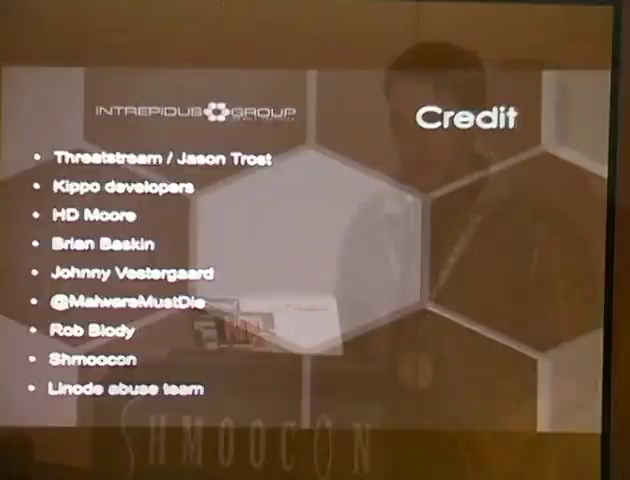 INTREPIDUS GROUP
Credit
• Threatstream / Jason Trost
• Kippo developers
• HD Moore
• Brian Baskin
• Johnny Vestergaard
• @MalwareMustDie
• Rob Blody
• Shmoocon
• Linode abuse team
SHMOOCON